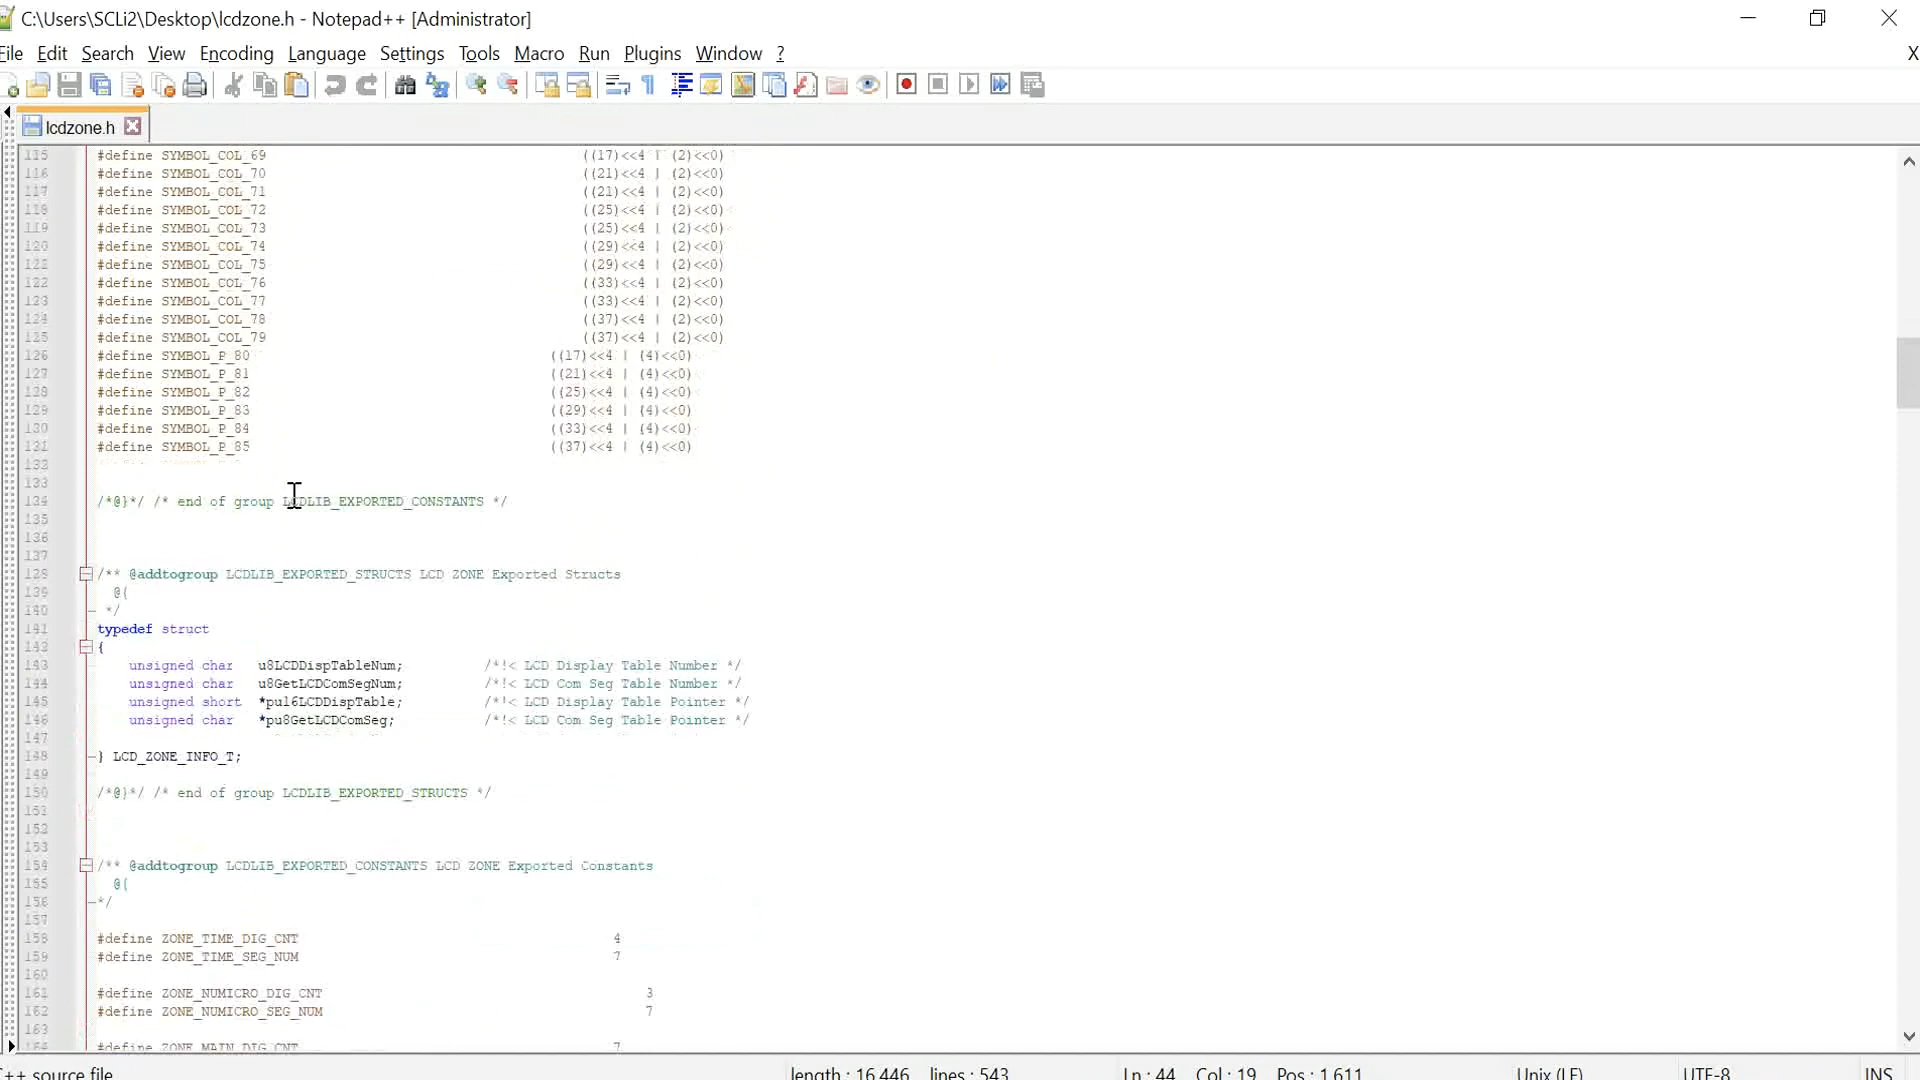 C:\Users\SCLi2\Desktop\lcdzone.h - Notepad++ [Administrator]
File Edit Search View Encoding Language Settings Tools Macro Run Plugins Window ? X
lcdzone.h
115 #define SYMBOL_COL_69 ((17)<<4 | (2)<<0)
116 #define SYMBOL_COL_70 ((21)<<4 | (2)<<0)
117 #define SYMBOL_COL_71 ((21)<<4 | (2)<<0)
118 #define SYMBOL_COL_72 ((25)<<4 | (2)<<0)
119 #define SYMBOL_COL_73 ((25)<<4 | (2)<<0)
120 #define SYMBOL_COL_74 ((29)<<4 | (2)<<0)
121 #define SYMBOL_COL_75 ((29)<<4 | (2)<<0)
122 #define SYMBOL_COL_76 ((33)<<4 | (2)<<0)
123 #define SYMBOL_COL_77 ((33)<<4 | (2)<<0)
124 #define SYMBOL_COL_78 ((37)<<4 | (2)<<0)
125 #define SYMBOL_COL_79 ((37)<<4 | (2)<<0)
126 #define SYMBOL_P_80 ((17)<<4 | (4)<<0)
127 #define SYMBOL_P_81 ((21)<<4 | (4)<<0)
128 #define SYMBOL_P_82 ((25)<<4 | (4)<<0)
129 #define SYMBOL_P_83 ((29)<<4 | (4)<<0)
130 #define SYMBOL_P_84 ((33)<<4 | (4)<<0)
131 #define SYMBOL_P_85 ((37)<<4 | (4)<<0)
132
133
134 /*@}*/ /* end of group LCDLIB_EXPORTED_CONSTANTS */
135
136
137
138 /** @addtogroup LCDLIB_EXPORTED_STRUCTS LCD ZONE Exported Structs
139 @{
140 */
141 typedef struct
142 {
143 unsigned char u8LCDDispTableNum; /*!< LCD Display Table Number */
144 unsigned char u8GetLCDComSegNum; /*!< LCD Com Seg Table Number */
145 unsigned short *pu16LCDDispTable; /*!< LCD Display Table Pointer */
146 unsigned char *pu8GetLCDComSeg; /*!< LCD Com Seg Table Pointer */
147
148 } LCD_ZONE_INFO_T;
149
150 /*@}*/ /* end of group LCDLIB_EXPORTED_STRUCTS */
151
152
153
154 /** @addtogroup LCDLIB_EXPORTED_CONSTANTS LCD ZONE Exported Constants
155 @{
156 */
157
158 #define ZONE_TIME_DIG_CNT 4
159 #define ZONE_TIME_SEG_NUM 7
160
161 #define ZONE_NUMICRO_DIG_CNT 3
162 #define ZONE_NUMICRO_SEG_NUM 7
163
164 #define ZONE_MAIN_DIG_CNT 7
C++ source file length : 16,446 lines : 543 Ln : 44 Col : 19 Pos : 1,611 Unix (LF) UTF-8 INS